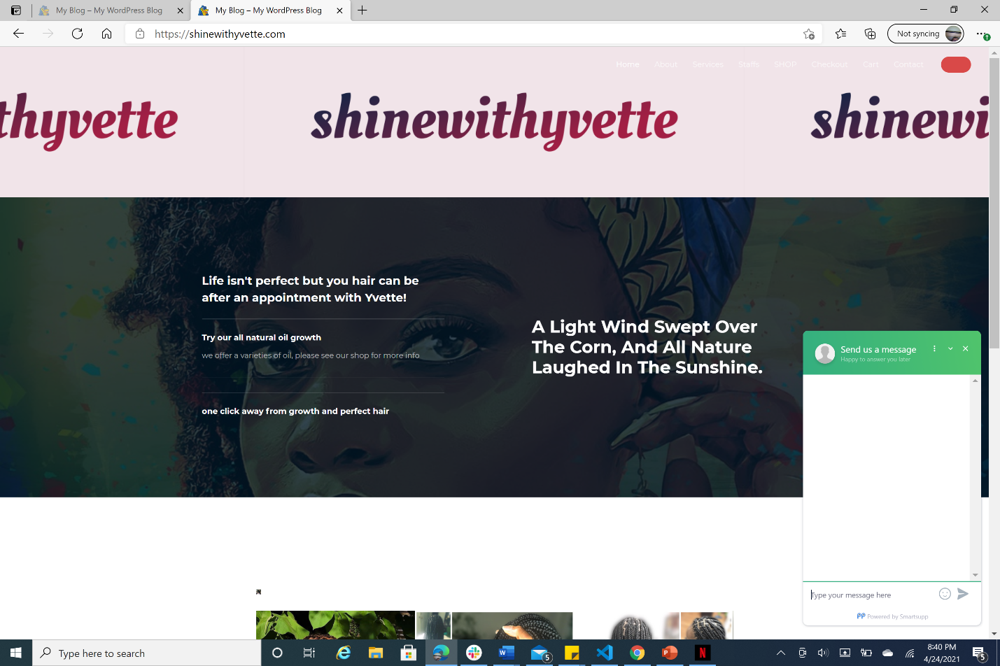 My Blog – My WordPress Blog
My Blog – My WordPress Blog
https://shinewithyvette.com
Not syncing
Home About Services Staffs SHOP Checkout Cart Contact
thyvette
shinewithyvette
shinewi
Life isn't perfect but you hair can be
after an appointment with Yvette!
Try our all natural oil growth
we offer a varieties of oil, please see our shop for more info
one click away from growth and perfect hair
A Light Wind Swept Over
The Corn, And All Nature
Laughed In The Sunshine.
Send us a message
Happy to answer you later
Type your message here
Powered by Smartsupp
Type here to search
5
8:40 PM
4/24/2021
5